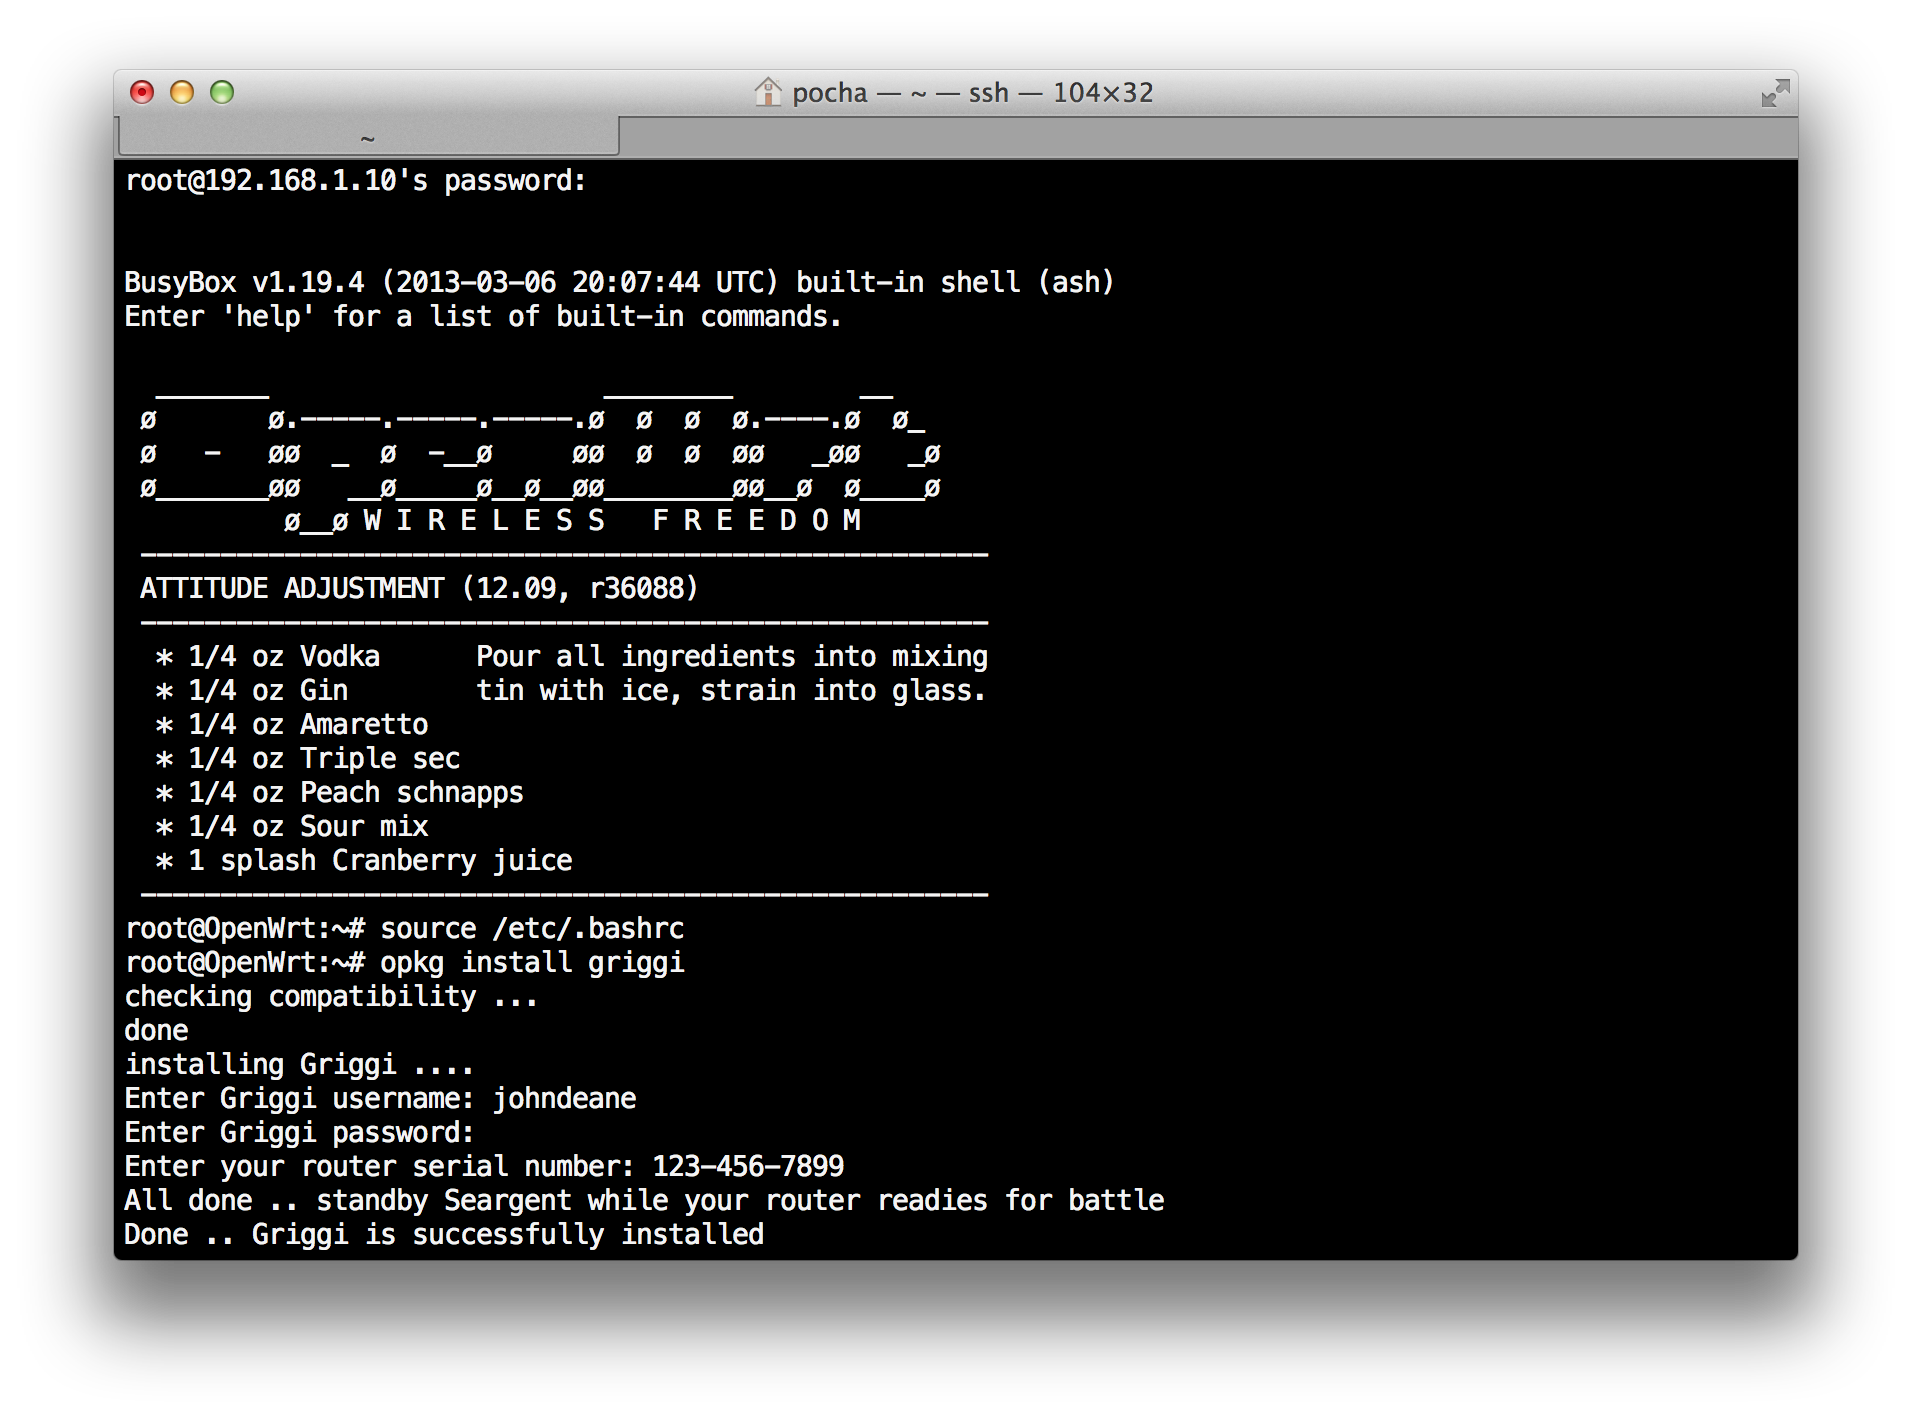 pocha — ~ — ssh — 104×32
~
root@192.168.1.10's password:
BusyBox v1.19.4 (2013-03-06 20:07:44 UTC) built-in shell (ash)
Enter 'help' for a list of built-in commands.
  _______                     ________        __
 ø       ø.-----.-----.-----.ø  ø  ø  ø.----.ø  ø_
 ø   -   øø  _  ø  -__ø     øø  ø  ø  øø   _øø   _ø
 ø_______øø   __ø_____ø__ø__øø________øø__ø  ø____ø
          ø__ø W I R E L E S S   F R E E D O M
 -----------------------------------------------------
 ATTITUDE ADJUSTMENT (12.09, r36088)
 -----------------------------------------------------
  * 1/4 oz Vodka      Pour all ingredients into mixing
  * 1/4 oz Gin        tin with ice, strain into glass.
  * 1/4 oz Amaretto
  * 1/4 oz Triple sec
  * 1/4 oz Peach schnapps
  * 1/4 oz Sour mix
  * 1 splash Cranberry juice
 -----------------------------------------------------
root@OpenWrt:~# source /etc/.bashrc
root@OpenWrt:~# opkg install griggi
checking compatibility ...
done
installing Griggi ....
Enter Griggi username: johndeane
Enter Griggi password:
Enter your router serial number: 123-456-7899
All done .. standby Seargent while your router readies for battle
Done .. Griggi is successfully installed